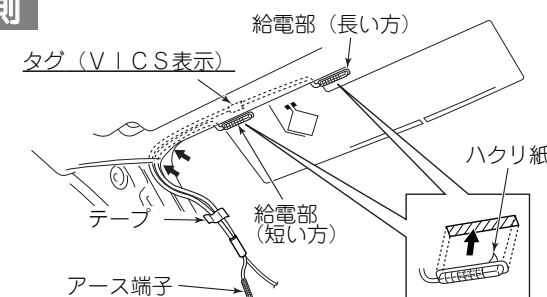 側
給電部（長い方）
タグ（ＶＩＣＳ表示）
ハクリ紙
テープ
給電部
（短い方）
アース端子